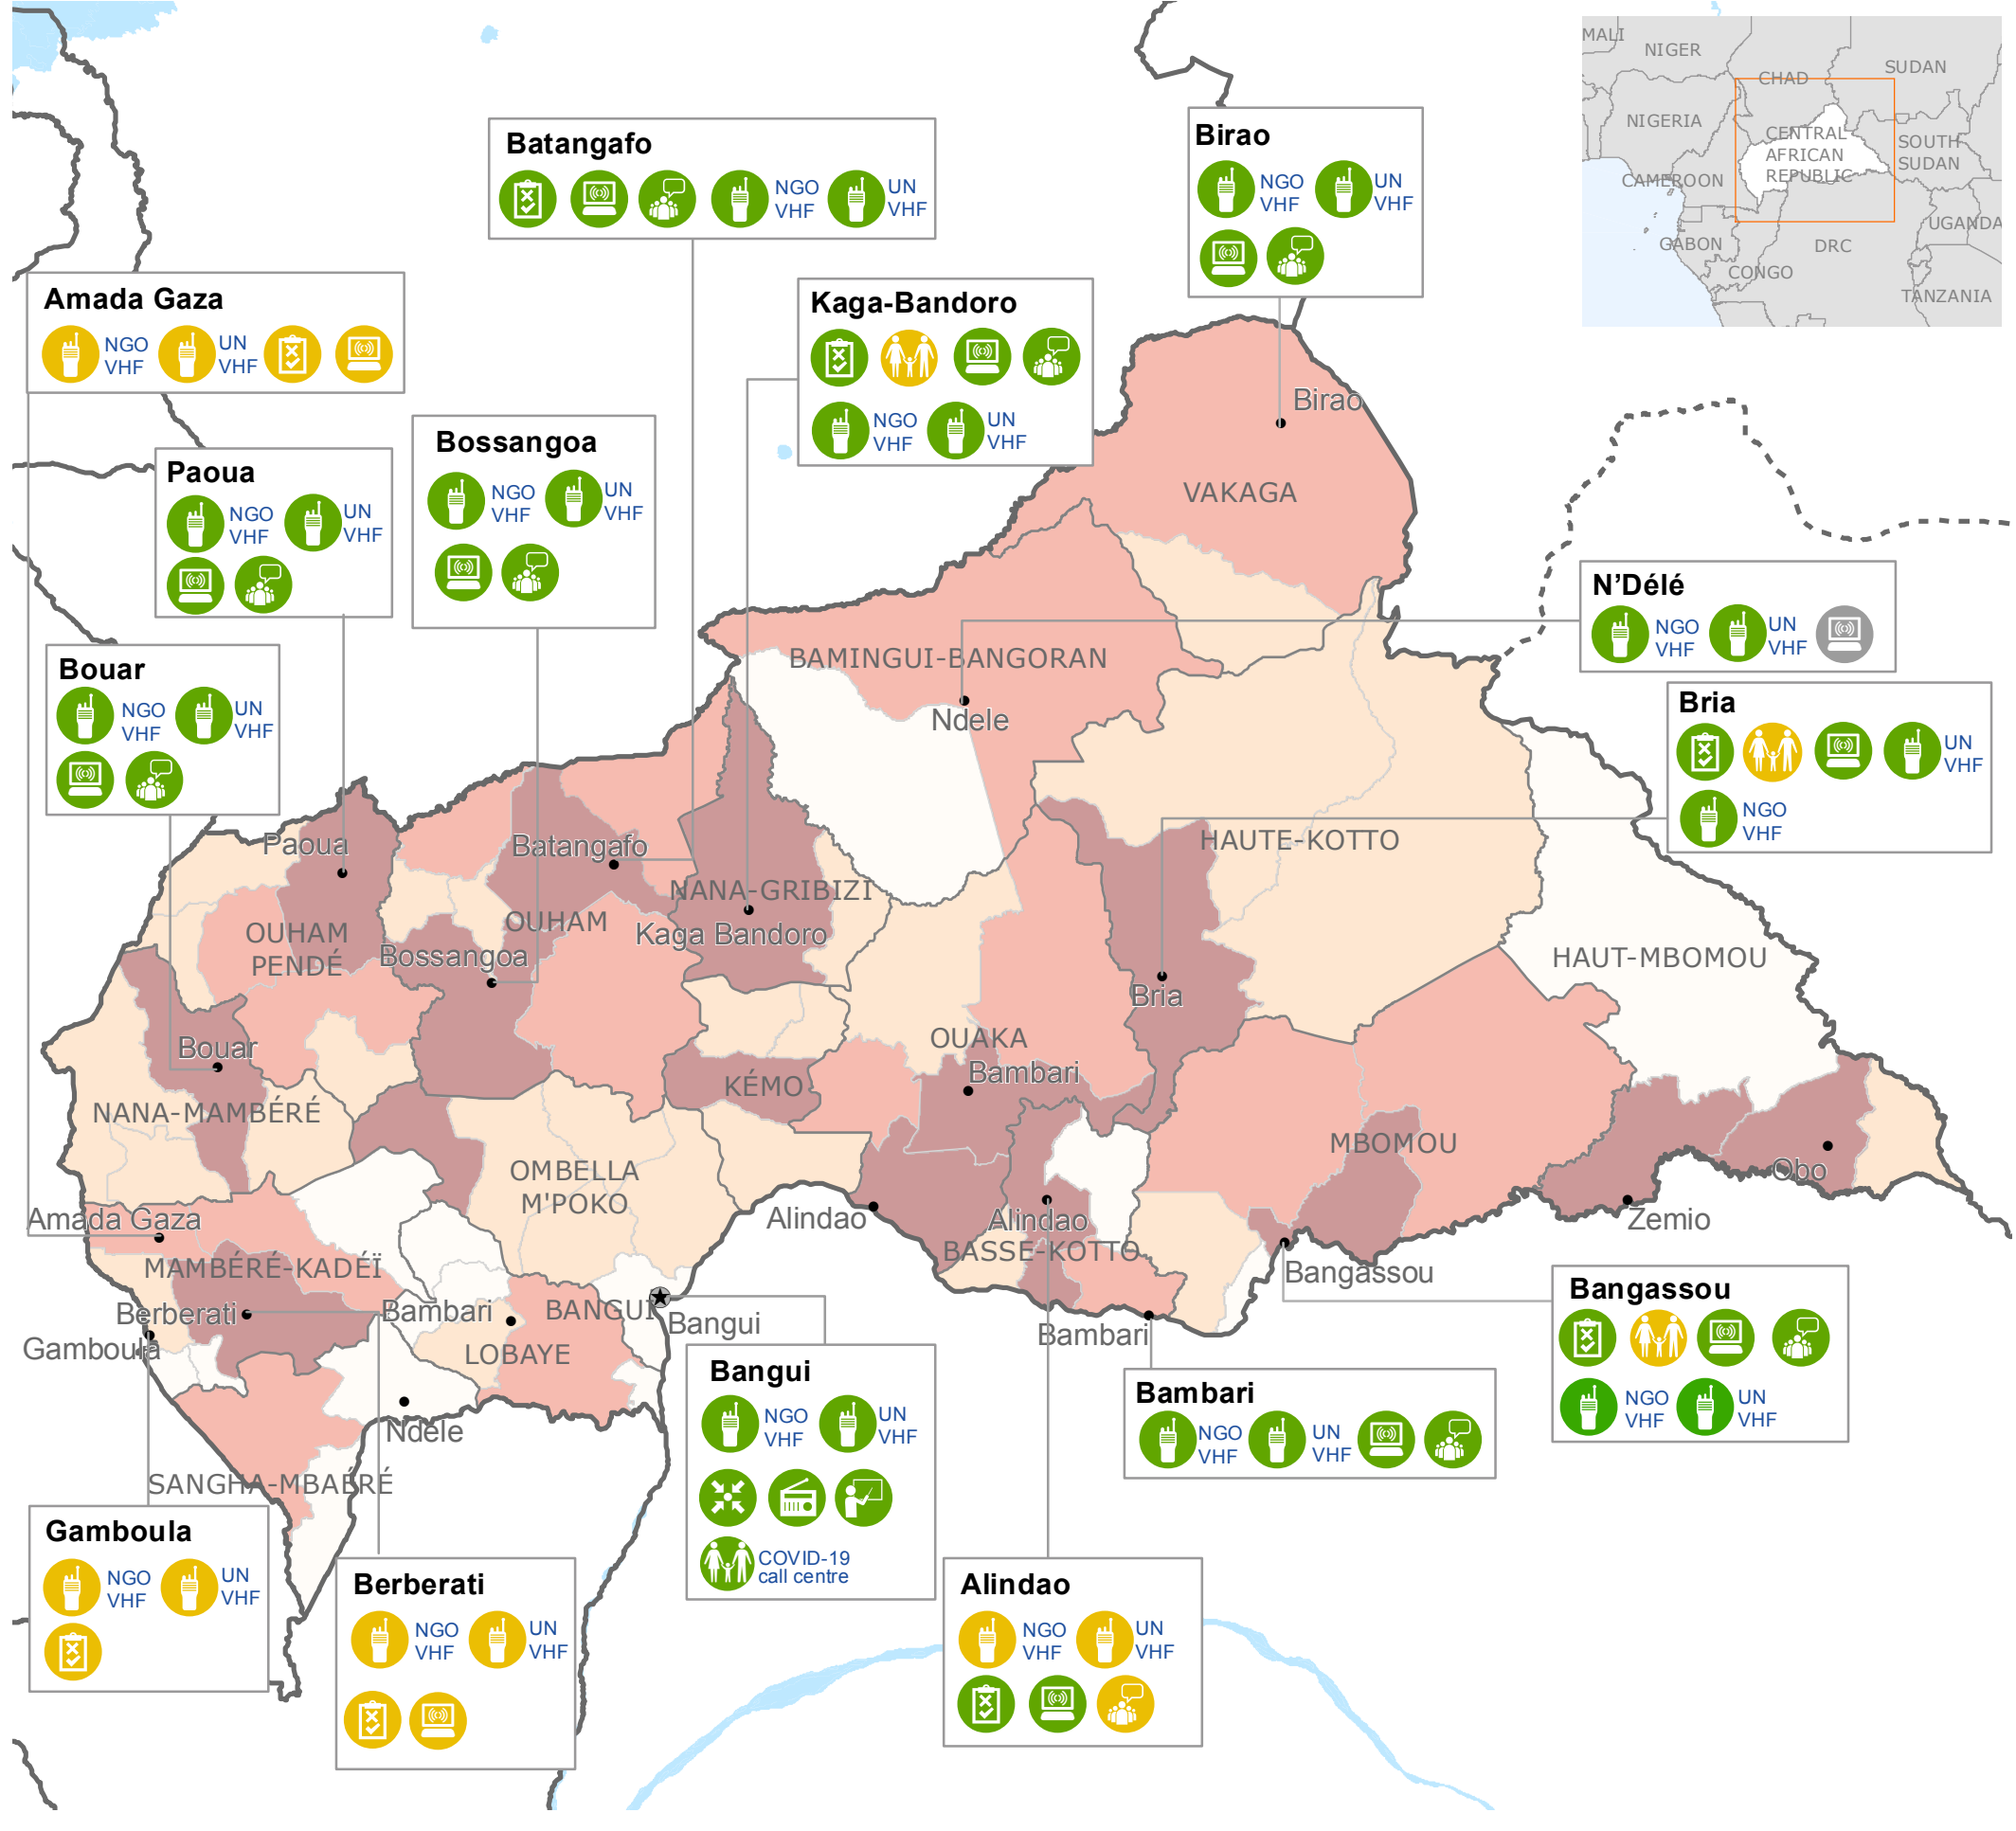 MALI
NIGER
CHAD
SUDAN
NIGERIA
CENTRAL
AFRICAN
REPUBLIC
SOUTH
SUDAN
CAMEROON
UGANDA
GABON
DRC
CONGO
TANZANIA
Batangafo
NGO
VHF
UN
VHF
Birao
NGO
VHF
UN
VHF
Amada Gaza
NGO
VHF
UN
VHF
Kaga-Bandoro
NGO
VHF
UN
VHF
Paoua
NGO
VHF
UN
VHF
Bossangoa
NGO
VHF
UN
VHF
Bouar
NGO
VHF
UN
VHF
N’Délé
NGO
VHF
UN
VHF
Bria
UN
VHF
NGO
VHF
Birao
VAKAGA
BAMINGUI-BANGORAN
Ndele
Paoua
Batangafo
HAUTE-KOTTO
NANA-GRIBIZI
OUHAM
Kaga Bandoro
OUHAM
PENDÉ
Bossangoa
HAUT-MBOMOU
Bria
OUAKA
Bouar
Bambari
KÉMO
NANA-MAMBÉRÉ
MBOMOU
OMBELLA
M'POKO
Obo
Amada Gaza
Alindao
Alindao
Zemio
BASSE-KOTTO
MAMBÉRÉ-KADÉÏ
Bangassou
Berberati
Bambari
BANGUI
Bangui
Bambari
Gamboula
LOBAYE
Ndele
SANGHA-MBAÉRÉ
Bangassou
NGO
VHF
UN
VHF
Bangui
NGO
VHF
UN
VHF
COVID-19
call centre
Bambari
NGO
VHF
UN
VHF
Gamboula
NGO
VHF
UN
VHF
Berberati
NGO
VHF
UN
VHF
Alindao
NGO
VHF
UN
VHF